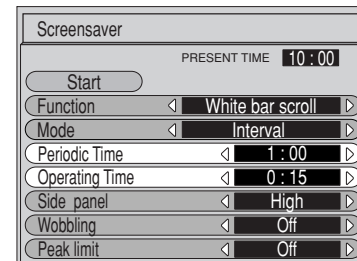 Screensaver
PRESENT TIME 10 : 00
Start
Function White bar scroll
Mode Interval
Periodic Time 1 : 00
Operating Time 0 : 15
Side panel High
Wobbling Off
Peak limit Off